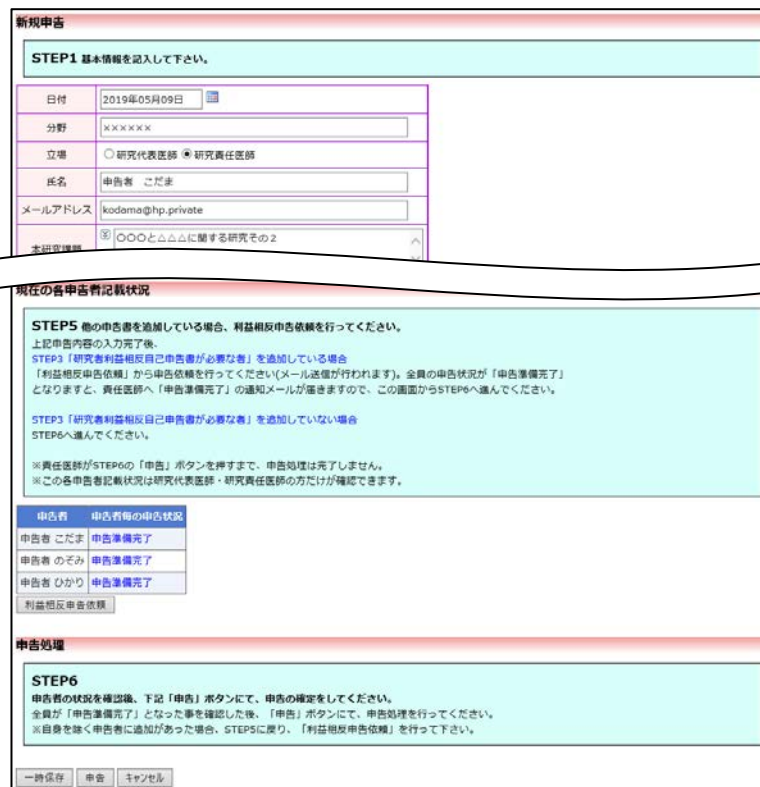 新規申告
STEP1 基本情報を記入して下さい。
日付 2019年05月09日
分野 ××××××
立場 ○研究代表医師 ◉研究責任医師
氏名 申告者 こだま
メールアドレス kodama@hp.private
本研究課題 〇〇〇と△△△に関する研究その2
現在の各申告者記載状況
STEP5 他の申告書を追加している場合、利益相反申告依頼を行ってください。
上記申告内容の入力完了後、
STEP3「研究者利益相反自己申告書が必要な者」を追加している場合
「利益相反申告依頼」から申告依頼を行ってください(メール送信が行われます)。全員の申告状況が「申告準備完了」
となりますと、責任医師へ「申告準備完了」の通知メールが届きますので、この画面からSTEP6へ進んでください。
STEP3「研究者利益相反自己申告書が必要な者」を追加していない場合
STEP6へ進んでください。
※責任医師がSTEP6の「申告」ボタンを押すまで、申告処理は完了しません。
※この各申告者記載状況は研究代表医師・研究責任医師の方だけが確認できます。
申告者 申告者毎の申告状況
申告者 こだま 申告準備完了
申告者 のぞみ 申告準備完了
申告者 ひかり 申告準備完了
利益相反申告依頼
申告処理
STEP6
申告者の状況を確認後、下記「申告」ボタンにて、申告の確定をしてください。
全員が「申告準備完了」となった事を確認した後、「申告」ボタンにて、申告処理を行ってください。
※自身を除く申告者に追加があった場合、STEP5に戻り、「利益相反申告依頼」を行って下さい。
一時保存 申告 キャンセル